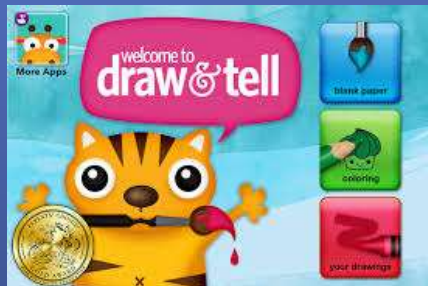 More Apps
welcome to
draw & tell
blank paper
coloring
your drawings